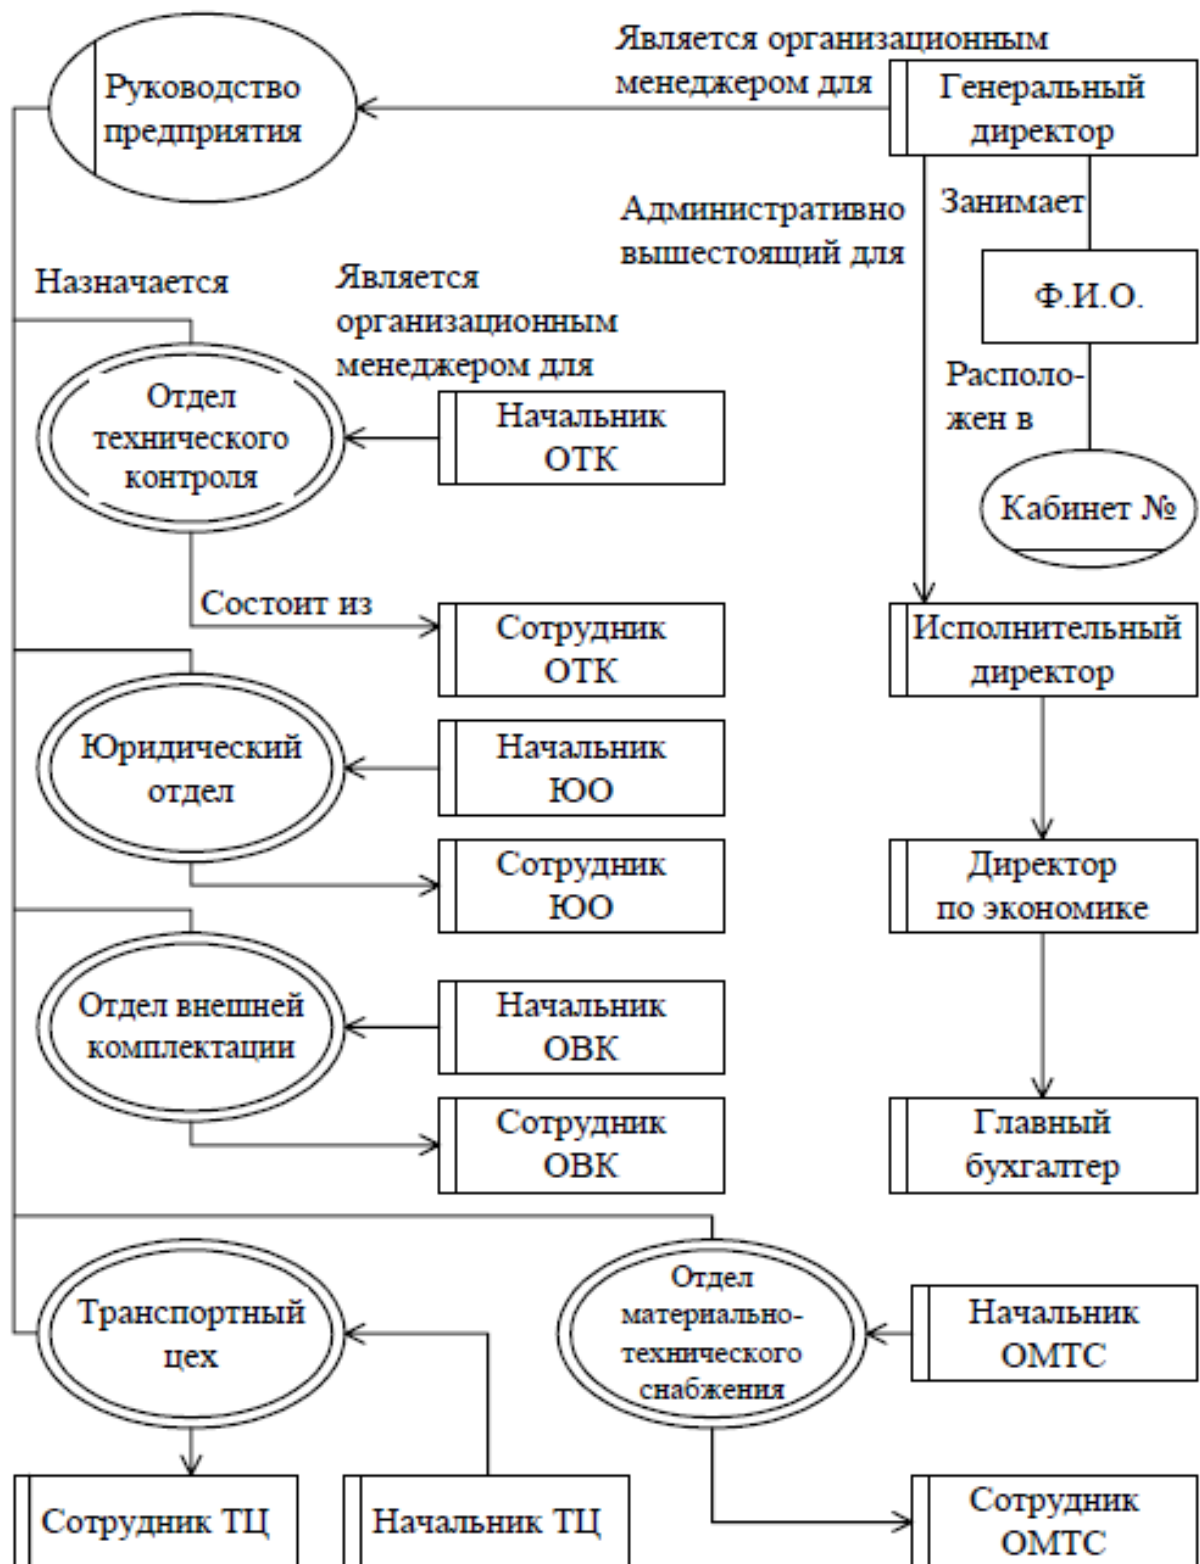 Является организационным
менеджером для
Руководство
предприятия
Генеральный
директор
Административно
вышестоящий для
Занимает
Назначается
Является
организационным
менеджером для
Ф.И.О.
Располо-
жен в
Отдел
технического
контроля
Начальник
ОТК
Кабинет №
Состоит из
Сотрудник
ОТК
Исполнительный
директор
Юридический
отдел
Начальник
ЮО
Сотрудник
ЮО
Директор
по экономике
Отдел внешней
комплектации
Начальник
ОВК
Сотрудник
ОВК
Главный
бухгалтер
Транспортный
цех
Отдел
материально-
технического
снабжения
Начальник
ОМТС
Сотрудник ТЦ
Начальник ТЦ
Сотрудник
ОМТС